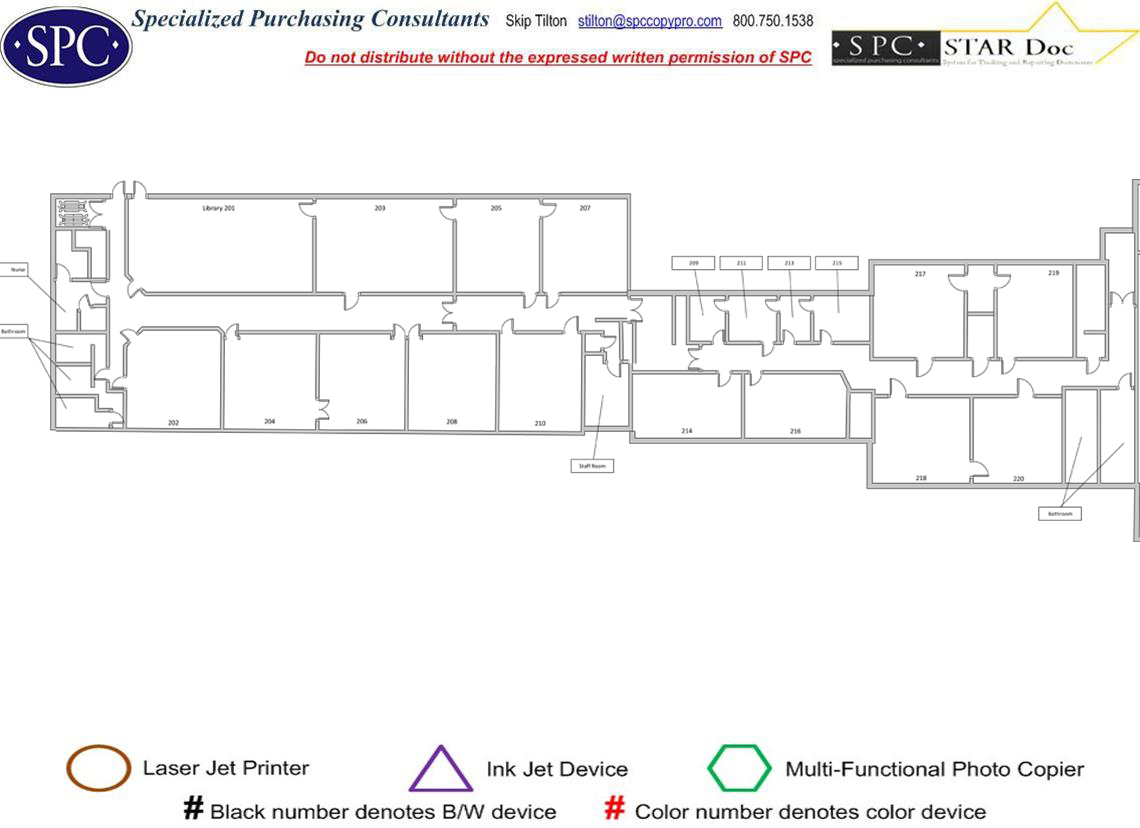 Specialized Purchasing Consultants Skip Tilton stilton@spccopypro.com 800.750.1538
·SPC·
Do not distribute without the expressed written permission of SPC
·SPC· STAR Doc
specialized purchasing consultants System for Tracking and Reporting Documents
Library 201 203 205 207
209 211 213 215
Nurse
217 219
Bathroom
202 204 206 208 210
214 216
Staff Room
218 220
Bathroom
Laser Jet Printer Ink Jet Device Multi-Functional Photo Copier
# Black number denotes B/W device # Color number denotes color device